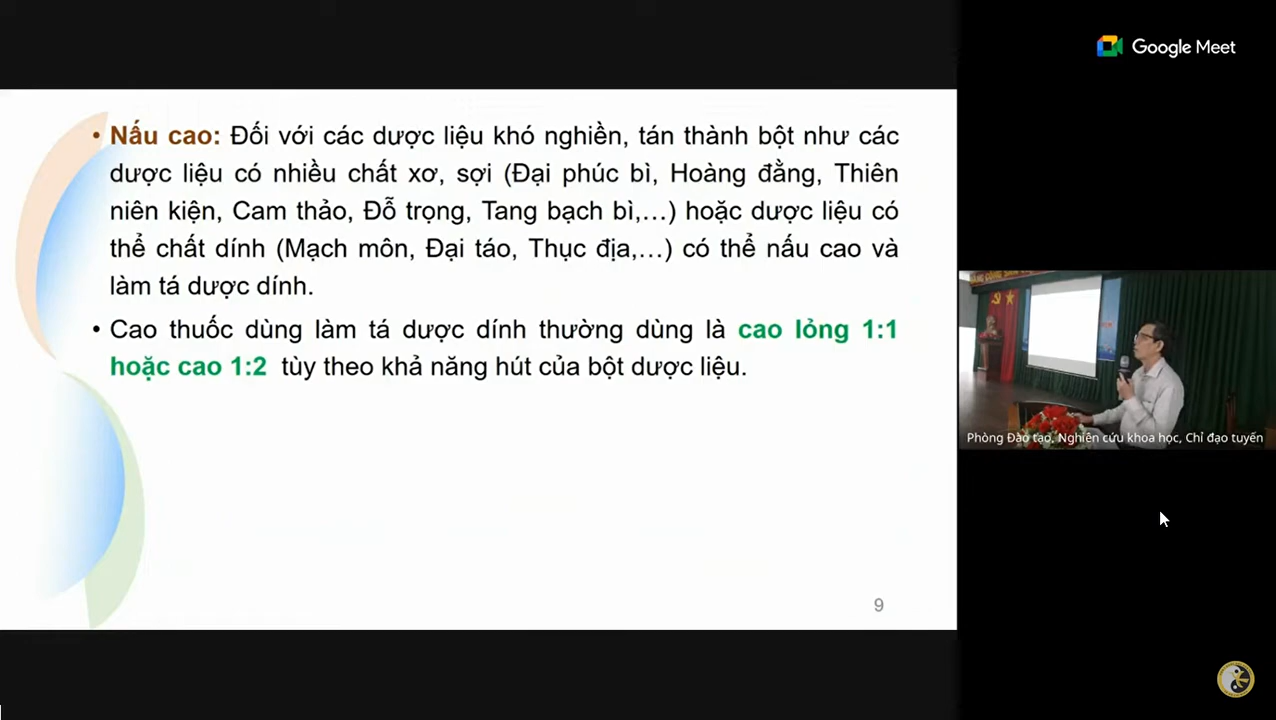 Google Meet
• Nấu cao: Đối với các dược liệu khó nghiền, tán thành bột như các
dược liệu có nhiều chất xơ, sợi (Đại phúc bì, Hoàng đằng, Thiên
niên kiện, Cam thảo, Đỗ trọng, Tang bạch bì,…) hoặc dược liệu có
thể chất dính (Mạch môn, Đại táo, Thục địa,…) có thể nấu cao và
làm tá dược dính.
• Cao thuốc dùng làm tá dược dính thường dùng là cao lỏng 1:1
hoặc cao 1:2 tùy theo khả năng hút của bột dược liệu.
9
Phòng Đào tạo, Nghiên cứu khoa học, Chỉ đạo tuyến